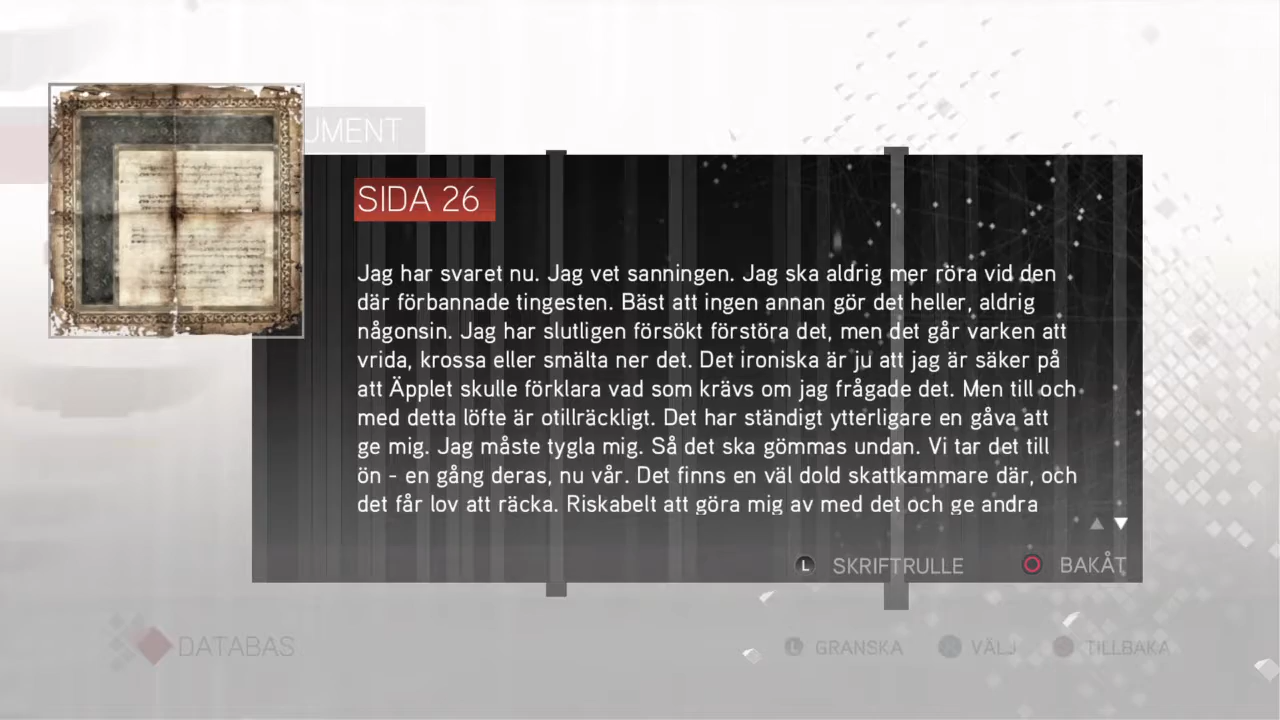 UMENT
SIDA 26
Jag har svaret nu. Jag vet sanningen. Jag ska aldrig mer röra vid den
där förbannade tingesten. Bäst att ingen annan gör det heller, aldrig
någonsin. Jag har slutligen försökt förstöra det, men det går varken att
vrida, krossa eller smälta ner det. Det ironiska är ju att jag är säker på
att Äpplet skulle förklara vad som krävs om jag frågade det. Men till och
med detta löfte är otillräckligt. Det har ständigt ytterligare en gåva att
ge mig. Jag måste tygla mig. Så det ska gömmas undan. Vi tar det till
ön - en gång deras, nu vår. Det finns en väl dold skattkammare där, och
det får lov att räcka. Riskabelt att göra mig av med det och ge andra
L SKRIFTRULLE BAKÅT
DATABAS L GRANSKA VÄLJ TILLBAKA